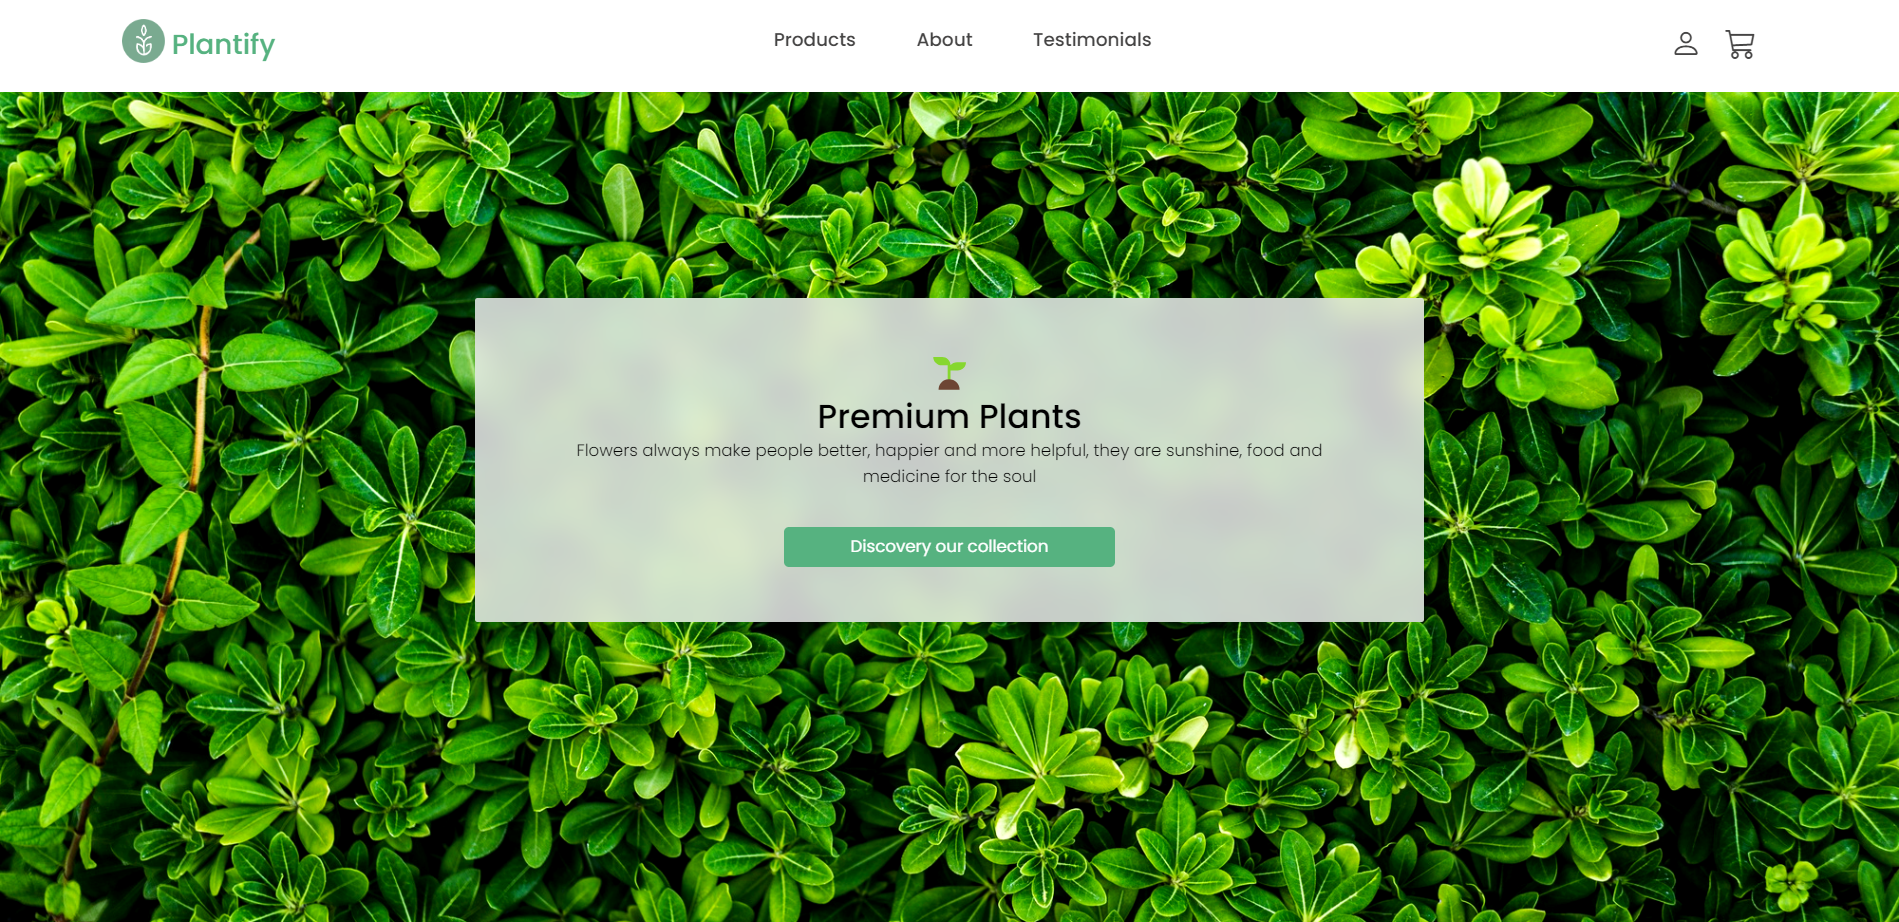 Plantify
Products About Testimonials
Premium Plants
Flowers always make people better, happier and more helpful, they are sunshine, food and
medicine for the soul
Discovery our collection